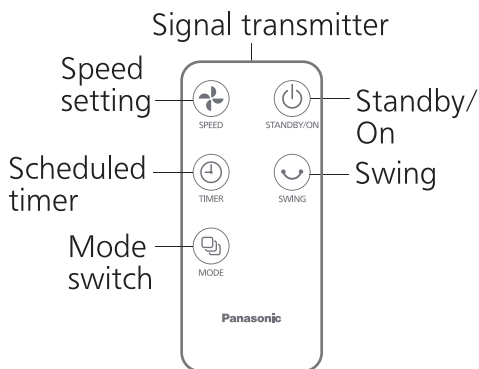 Signal transmitter
Speed
setting
SPEED
STANDBY/ON
Standby/
On
Scheduled
timer
TIMER
SWING
Swing
Mode
switch
MODE
Panasonic